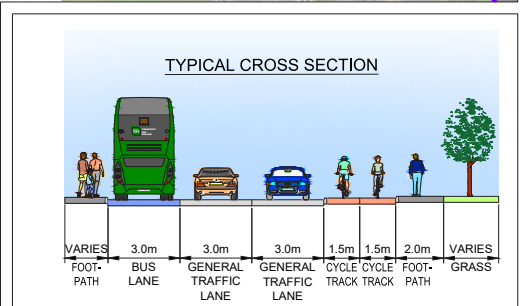 TYPICAL CROSS SECTION
VARIES 3.0m 3.0m 3.0m 1.5m 1.5m 2.0m VARIES
FOOT- BUS GENERAL GENERAL CYCLE CYCLE FOOT- GRASS
PATH LANE TRAFFIC TRAFFIC TRACK TRACK PATH
LANE LANE